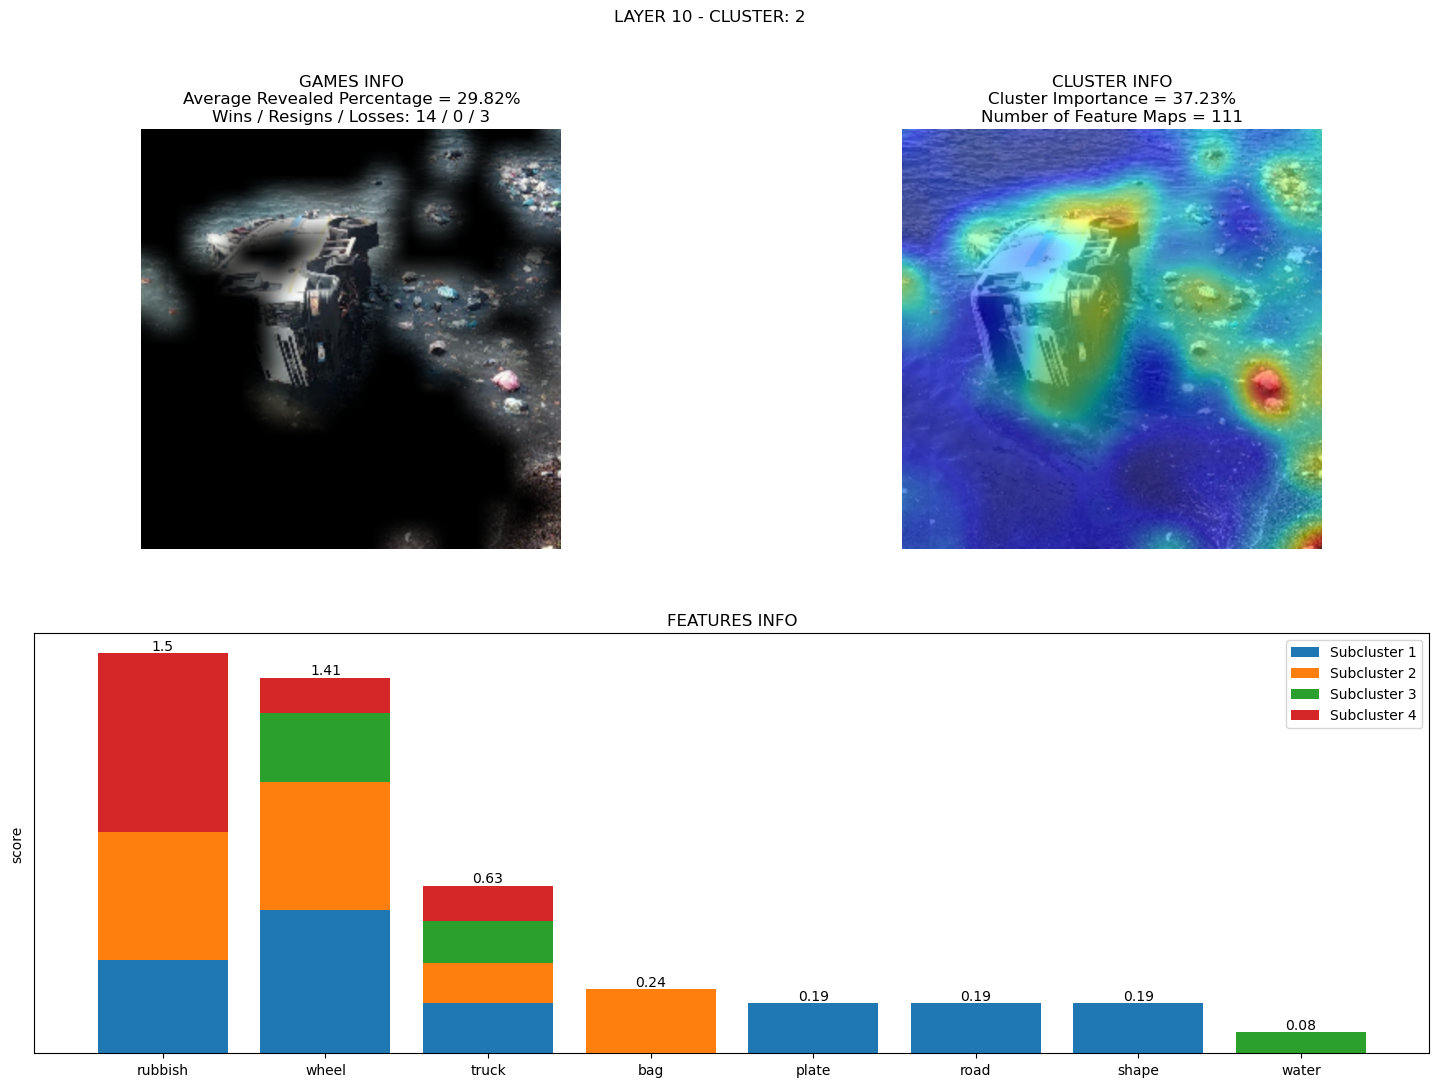 LAYER 10 - CLUSTER: 2
GAMES INFO
Average Revealed Percentage = 29.82%
Wins / Resigns / Losses: 14 / 0 / 3
CLUSTER INFO
Cluster Importance = 37.23%
Number of Feature Maps = 111
FEATURES INFO
score
1.5
1.41
0.63
0.24
0.19
0.19
0.19
0.08
Subcluster 1
Subcluster 2
Subcluster 3
Subcluster 4
rubbish
wheel
truck
bag
plate
road
shape
water